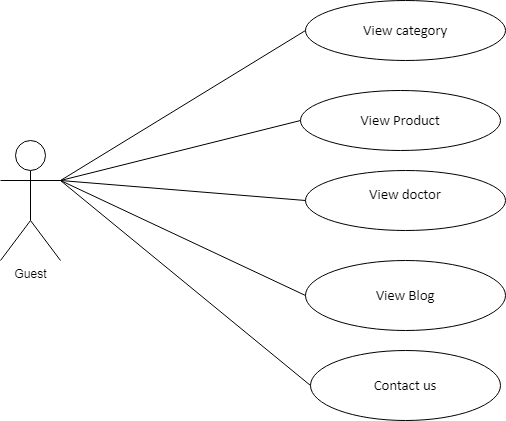 View category
View Product
View doctor
Guest
View Blog
Contact us